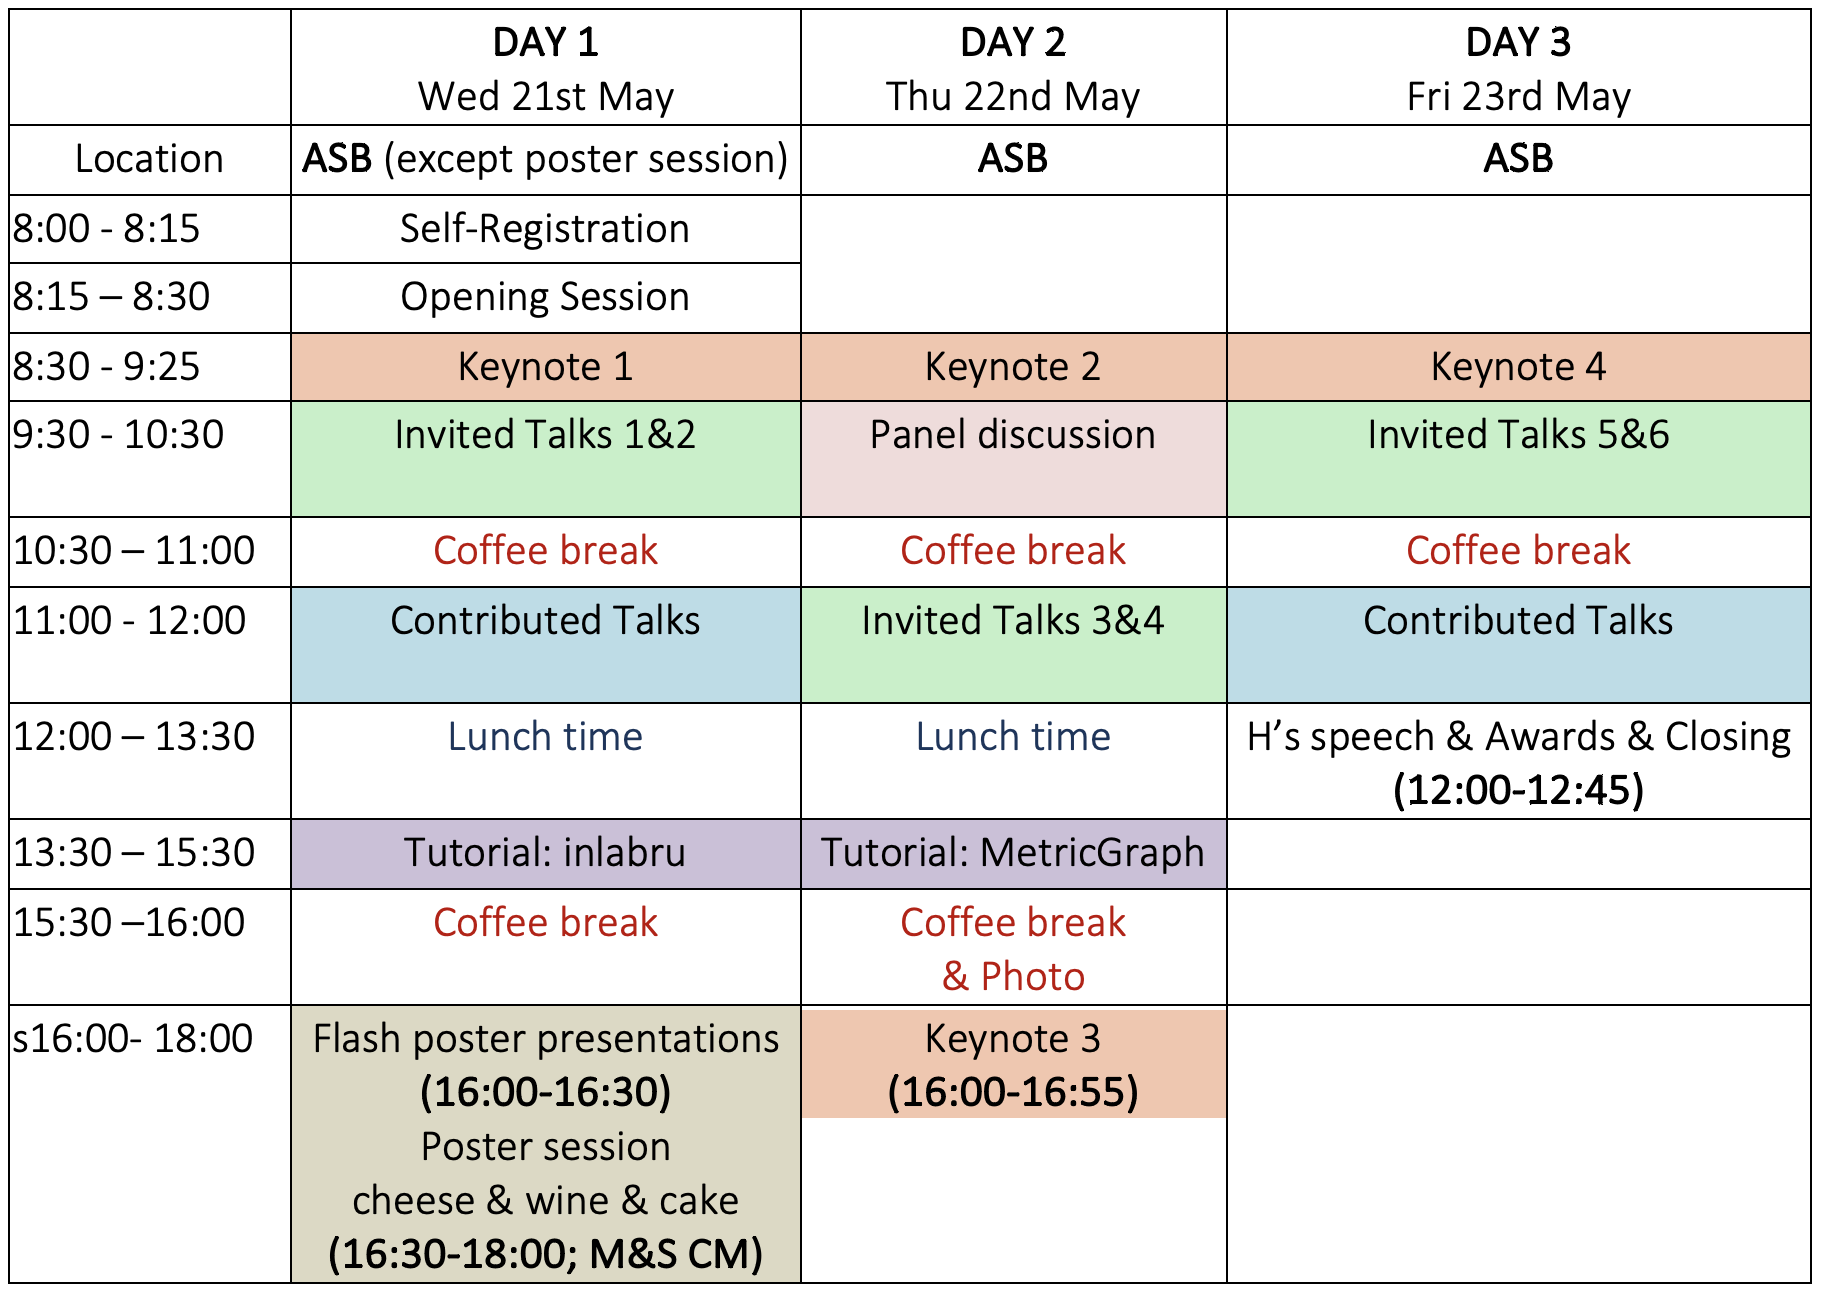 DAY 1
Wed 21st May
DAY 2
Thu 22nd May
DAY 3
Fri 23rd May
Location
ASB (except poster session)
ASB
ASB
8:00 - 8:15
Self-Registration
8:15 – 8:30
Opening Session
8:30 - 9:25
Keynote 1
Keynote 2
Keynote 4
9:30 - 10:30
Invited Talks 1&2
Panel discussion
Invited Talks 5&6
10:30 – 11:00
Coffee break
Coffee break
Coffee break
11:00 - 12:00
Contributed Talks
Invited Talks 3&4
Contributed Talks
12:00 – 13:30
Lunch time
Lunch time
H’s speech & Awards & Closing
(12:00-12:45)
13:30 – 15:30
Tutorial: inlabru
Tutorial: MetricGraph
15:30 –16:00
Coffee break
Coffee break
& Photo
s16:00- 18:00
Flash poster presentations
(16:00-16:30)
Poster session
cheese & wine & cake
(16:30-18:00; M&S CM)
Keynote 3
(16:00-16:55)